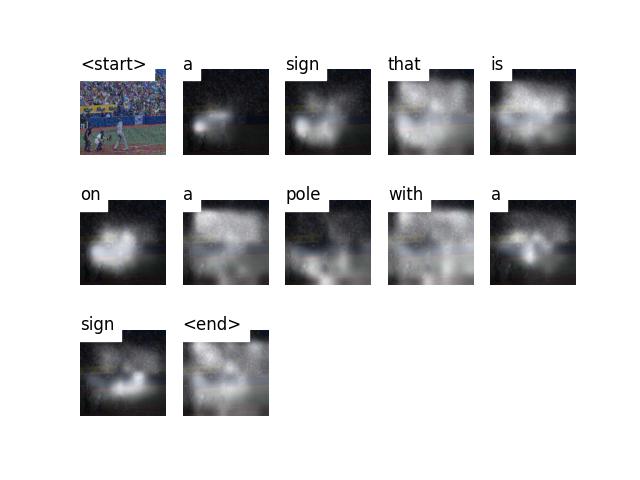 <start> a sign that is
on a pole with a
sign <end>